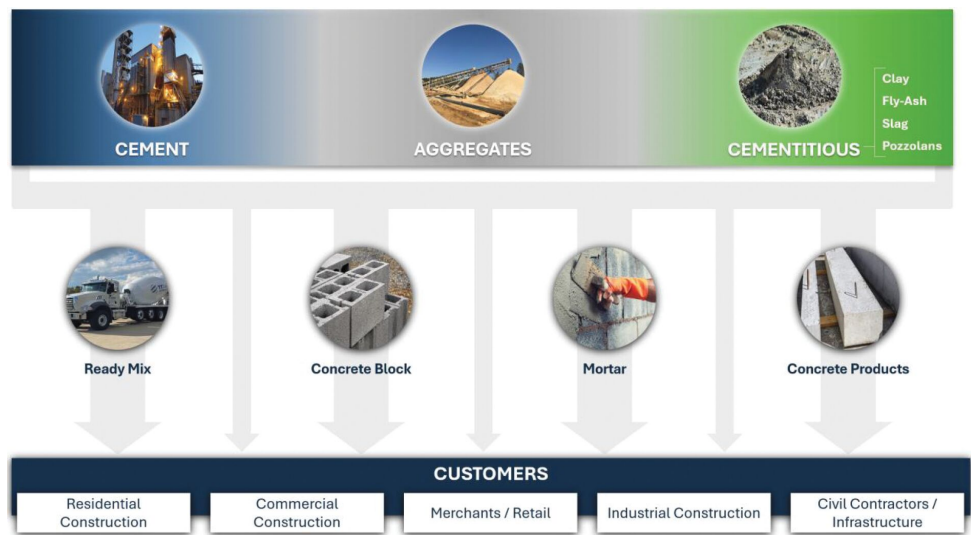 CEMENT
AGGREGATES
CEMENTITIOUS
Clay
Fly-Ash
Slag
Pozzolans
Ready Mix
Concrete Block
Mortar
Concrete Products
CUSTOMERS
Residential
Construction
Commercial
Construction
Merchants / Retail
Industrial Construction
Civil Contractors /
Infrastructure